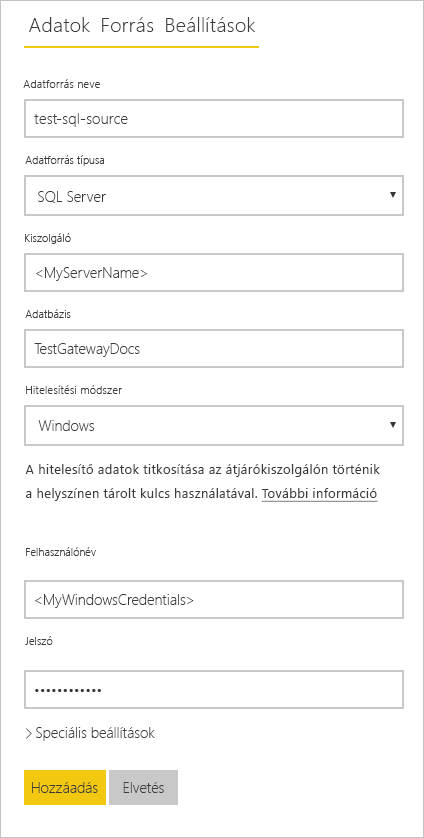 Adatok Forrás Beállítások
Adatforrás neve
test-sql-source
Adatforrás típusa
SQL Server
Kiszolgáló
<MyServerName>
Adatbázis
TestGatewayDocs
Hitelesítési módszer
Windows
A hitelesítő adatok titkosítása az átjárókiszolgálón történik
a helyszínen tárolt kulcs használatával. További információ
Felhasználónév
<MyWindowsCredentials>
Jelszó
••••••••••••
> Speciális beállítások
Hozzáadás Elvetés